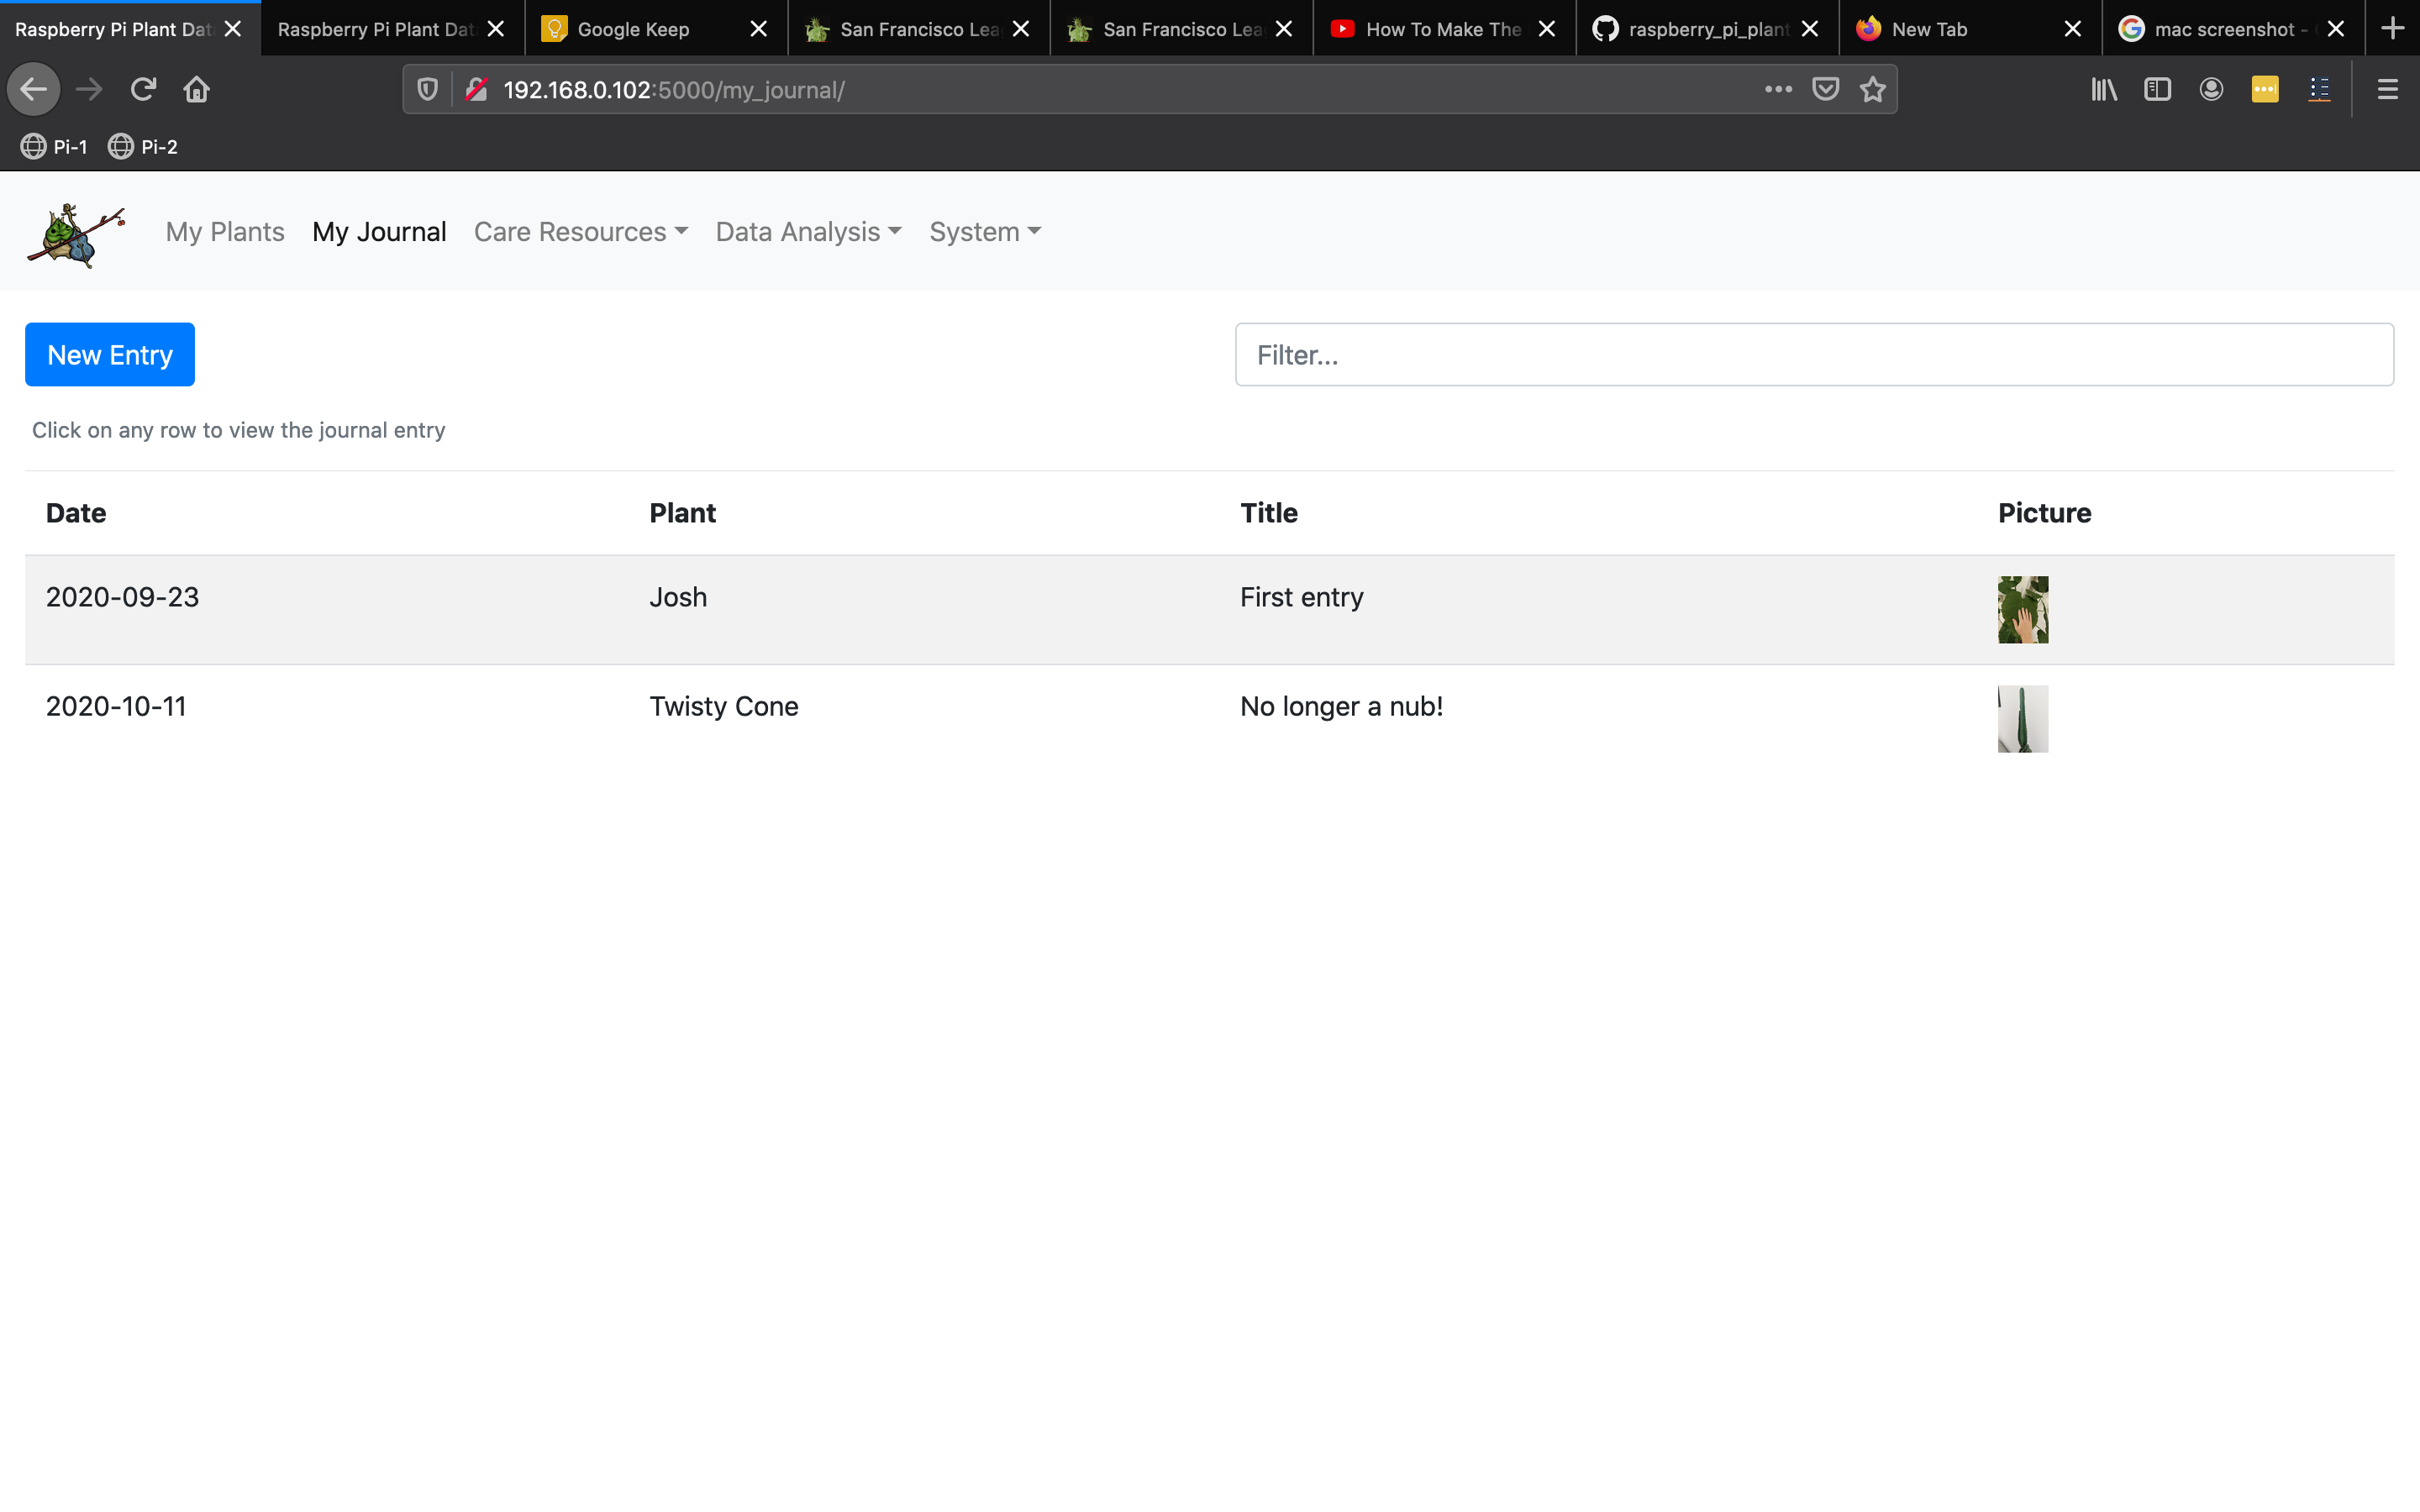 Raspberry Pi Plant Dat
Raspberry Pi Plant Dat
Google Keep
San Francisco Lea
San Francisco Lea
How To Make The
raspberry_pi_plant
New Tab
mac screenshot -
192.168.0.102:5000/my_journal/
Pi-1
Pi-2
My Plants
My Journal
Care Resources
Data Analysis
System
New Entry
Filter...
Click on any row to view the journal entry
Date Plant Title Picture
2020-09-23 Josh First entry
2020-10-11 Twisty Cone No longer a nub!